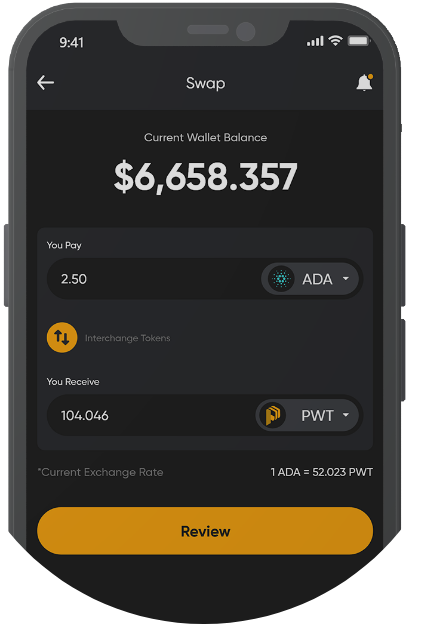 9:41
Swap
Current Wallet Balance
$6,658.357
You Pay
2.50 ADA
Interchange Tokens
You Receive
104.046 PWT
*Current Exchange Rate 1 ADA = 52.023 PWT
Review